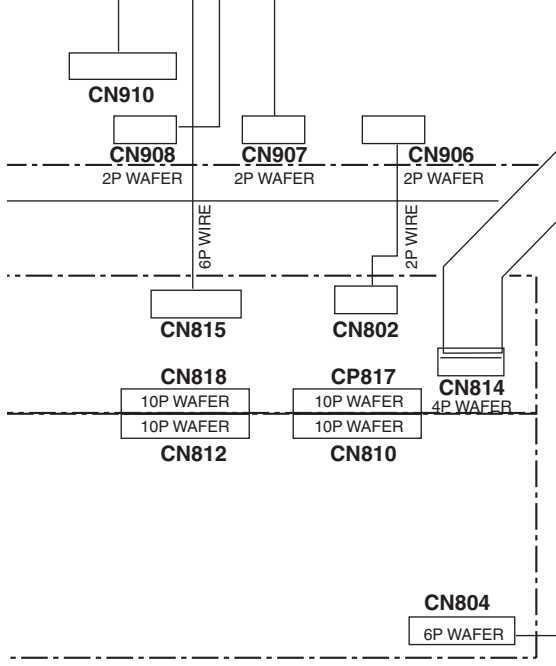 CN910
CN908
CN907
CN906
2P WAFER
2P WAFER
2P WAFER
6P WIRE
2P WIRE
CN815
CN802
CN818
CP817
CN814
4P WAFER
10P WAFER
10P WAFER
10P WAFER
10P WAFER
CN812
CN810
CN804
6P WAFER